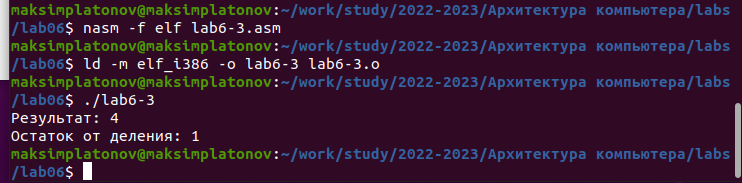 maksimplatonov@maksimplatonov:~/work/study/2022-2023/Архитектура компьютера/labs
/lab06$ nasm -f elf lab6-3.asm
maksimplatonov@maksimplatonov:~/work/study/2022-2023/Архитектура компьютера/labs
/lab06$ ld -m elf_i386 -o lab6-3 lab6-3.o
maksimplatonov@maksimplatonov:~/work/study/2022-2023/Архитектура компьютера/labs
/lab06$ ./lab6-3
Результат: 4
Остаток от деления: 1
maksimplatonov@maksimplatonov:~/work/study/2022-2023/Архитектура компьютера/labs
/lab06$